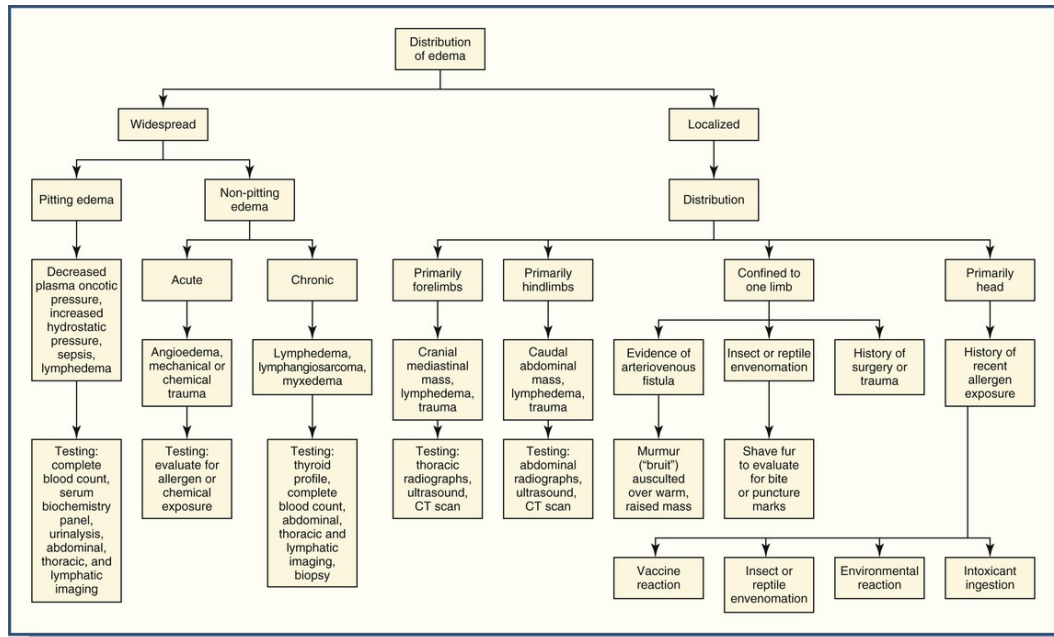 Distribution
of edema
Widespread
Localized
Pitting edema
Non-pitting
edema
Distribution
Decreased
plasma oncotic
pressure,
increased
hydrostatic
pressure,
sepsis,
lymphedema
Acute
Chronic
Primarily
forelimbs
Primarily
hindlimbs
Confined to
one limb
Primarily
head
Angioedema,
mechanical or
chemical
trauma
Lymphedema,
lymphangiosarcoma,
myxedema
Cranial
mediastinal
mass,
lymphedema,
trauma
Caudal
abdominal
mass,
lymphedema,
trauma
Evidence of
arteriovenous
fistula
Insect or reptile
envenomation
History of
surgery or
trauma
History of
recent
allergen
exposure
Testing:
complete
blood count,
serum
biochemistry
panel,
urinalysis,
abdominal,
thoracic, and
lymphatic
imaging
Testing:
evaluate for
allergen or
chemical
exposure
Testing:
thyroid
profile,
complete
blood count,
abdominal,
thoracic and
lymphatic
imaging,
biopsy
Testing:
thoracic
radiographs,
ultrasound,
CT scan
Testing:
abdominal
radiographs,
ultrasound,
CT scan
Murmur
("bruit")
ausculted
over warm,
raised mass
Shave fur
to evaluate
for bite
or puncture
marks
Vaccine
reaction
Insect or
reptile
envenomation
Environmental
reaction
Intoxicant
ingestion